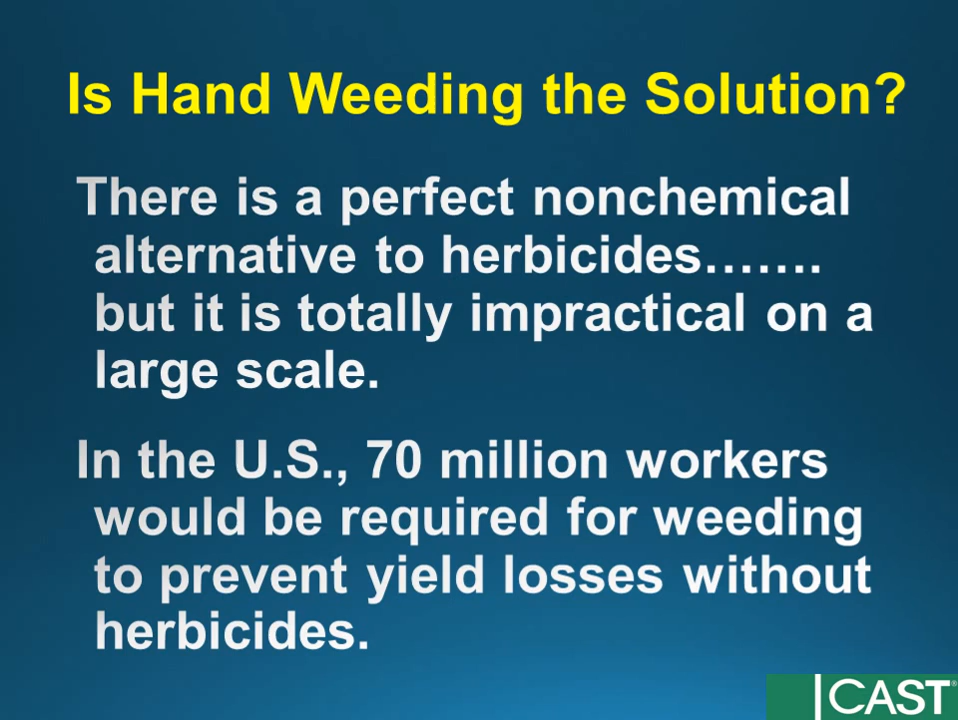 Is Hand Weeding the Solution?
There is a perfect nonchemical
alternative to herbicides…….
but it is totally impractical on a
large scale.
In the U.S., 70 million workers
would be required for weeding
to prevent yield losses without
herbicides.
CAST®